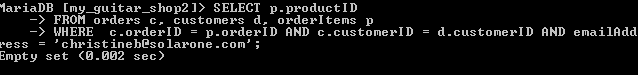 MariaDB [my_guitar_shop2]> SELECT p.productID
    -> FROM orders c, customers d, orderItems p
    -> WHERE  c.orderID = p.orderID AND c.customerID = d.customerID AND emailAdd
ress = 'christineb@solarone.com';
Empty set (0.002 sec)